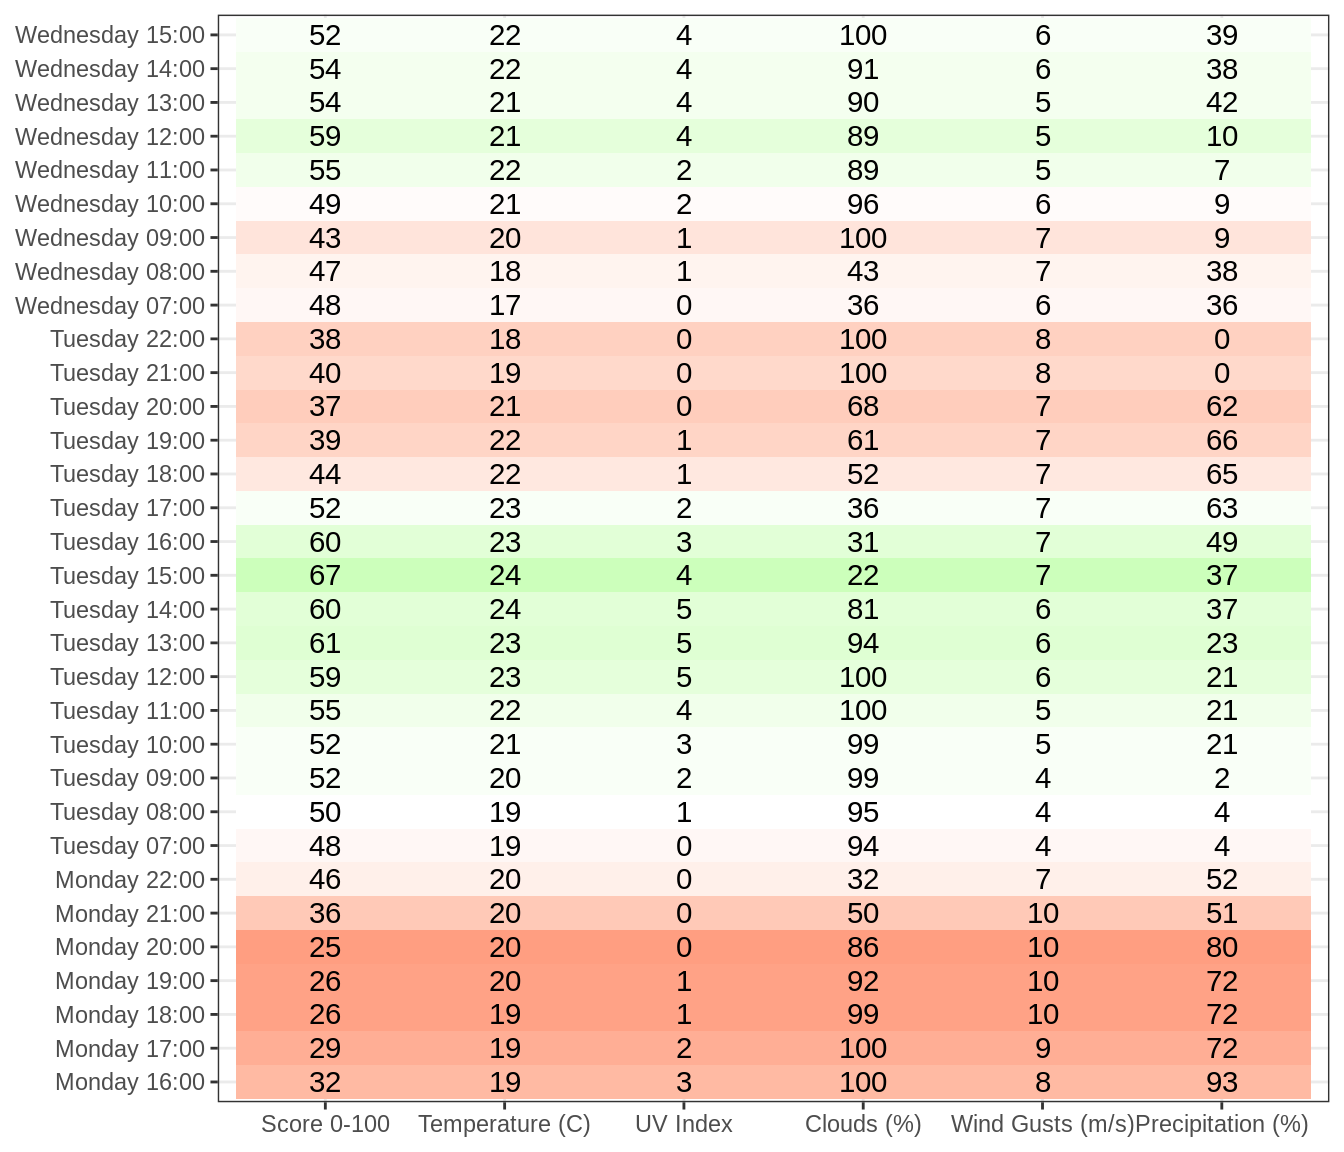 Wednesday 15:00 52 22 4 100 6 39
Wednesday 14:00 54 22 4 91 6 38
Wednesday 13:00 54 21 4 90 5 42
Wednesday 12:00 59 21 4 89 5 10
Wednesday 11:00 55 22 2 89 5 7
Wednesday 10:00 49 21 2 96 6 9
Wednesday 09:00 43 20 1 100 7 9
Wednesday 08:00 47 18 1 43 7 38
Wednesday 07:00 48 17 0 36 6 36
Tuesday 22:00 38 18 0 100 8 0
Tuesday 21:00 40 19 0 100 8 0
Tuesday 20:00 37 21 0 68 7 62
Tuesday 19:00 39 22 1 61 7 66
Tuesday 18:00 44 22 1 52 7 65
Tuesday 17:00 52 23 2 36 7 63
Tuesday 16:00 60 23 3 31 7 49
Tuesday 15:00 67 24 4 22 7 37
Tuesday 14:00 60 24 5 81 6 37
Tuesday 13:00 61 23 5 94 6 23
Tuesday 12:00 59 23 5 100 6 21
Tuesday 11:00 55 22 4 100 5 21
Tuesday 10:00 52 21 3 99 5 21
Tuesday 09:00 52 20 2 99 4 2
Tuesday 08:00 50 19 1 95 4 4
Tuesday 07:00 48 19 0 94 4 4
Monday 22:00 46 20 0 32 7 52
Monday 21:00 36 20 0 50 10 51
Monday 20:00 25 20 0 86 10 80
Monday 19:00 26 20 1 92 10 72
Monday 18:00 26 19 1 99 10 72
Monday 17:00 29 19 2 100 9 72
Monday 16:00 32 19 3 100 8 93
Score 0-100 Temperature (C) UV Index Clouds (%) Wind Gusts (m/s) Precipitation (%)